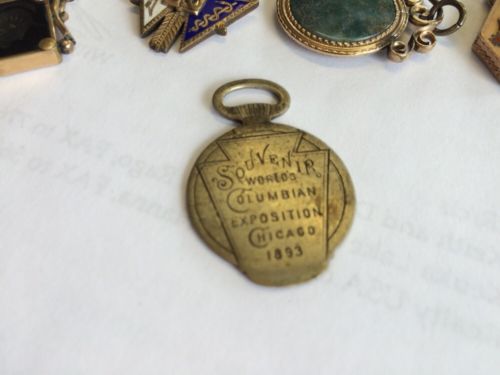 SOUVENIR
WORLD'S
COLUMBIAN
EXPOSITION
CHICAGO
1893